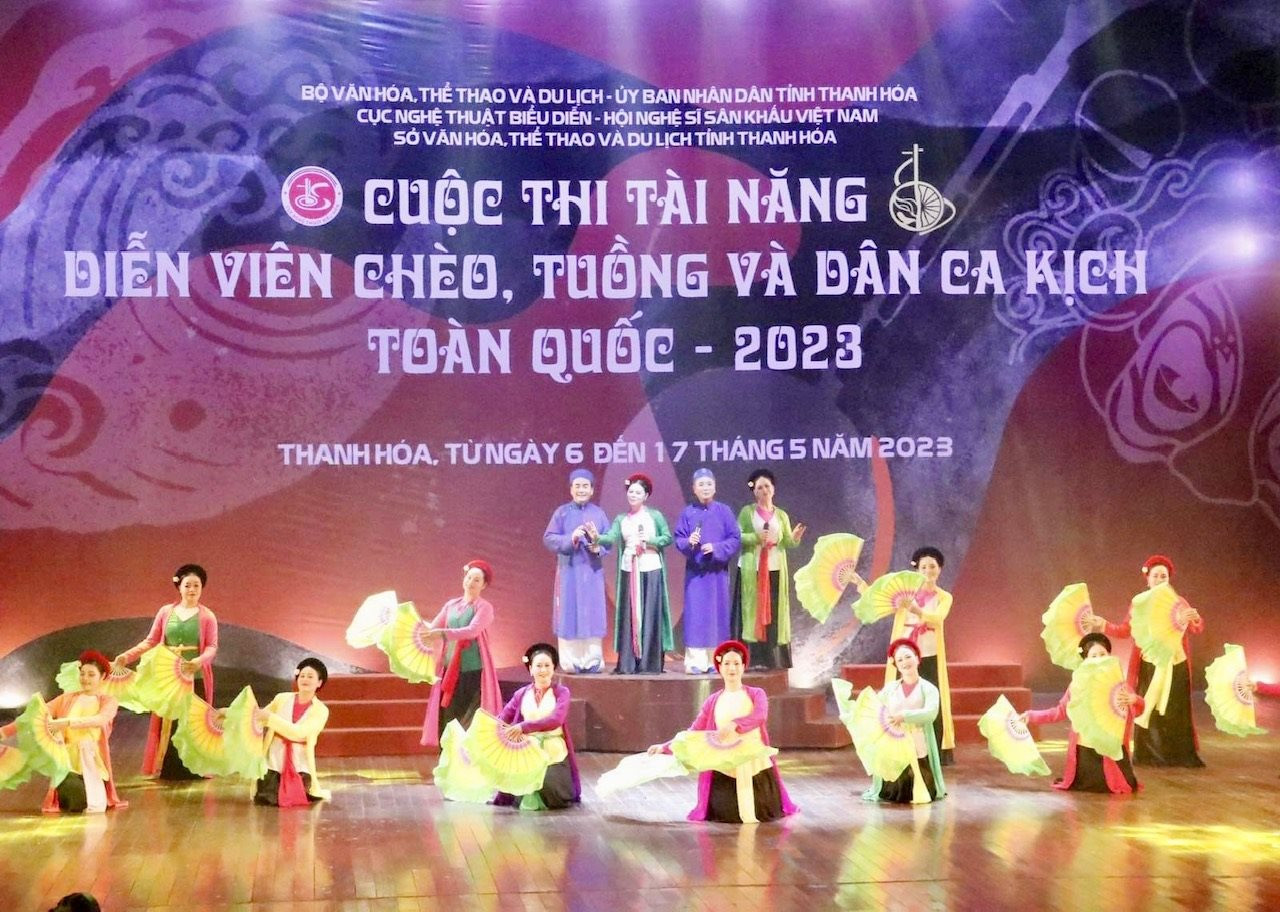 BỘ VĂN HÓA, THỂ THAO VÀ DU LỊCH - ỦY BAN NHÂN DÂN TỈNH THANH HÓA
CỤC NGHỆ THUẬT BIỂU DIỄN - HỘI NGHỆ SĨ SÂN KHẤU VIỆT NAM
SỞ VĂN HÓA, THỂ THAO VÀ DU LỊCH TỈNH THANH HÓA
CUỘC THI TÀI NĂNG
DIỄN VIÊN CHÈO, TUỒNG VÀ DÂN CA KỊCH
TOÀN QUỐC - 2023
THANH HÓA, TỪ NGÀY 6 ĐẾN 17 THÁNG 5 NĂM 2023